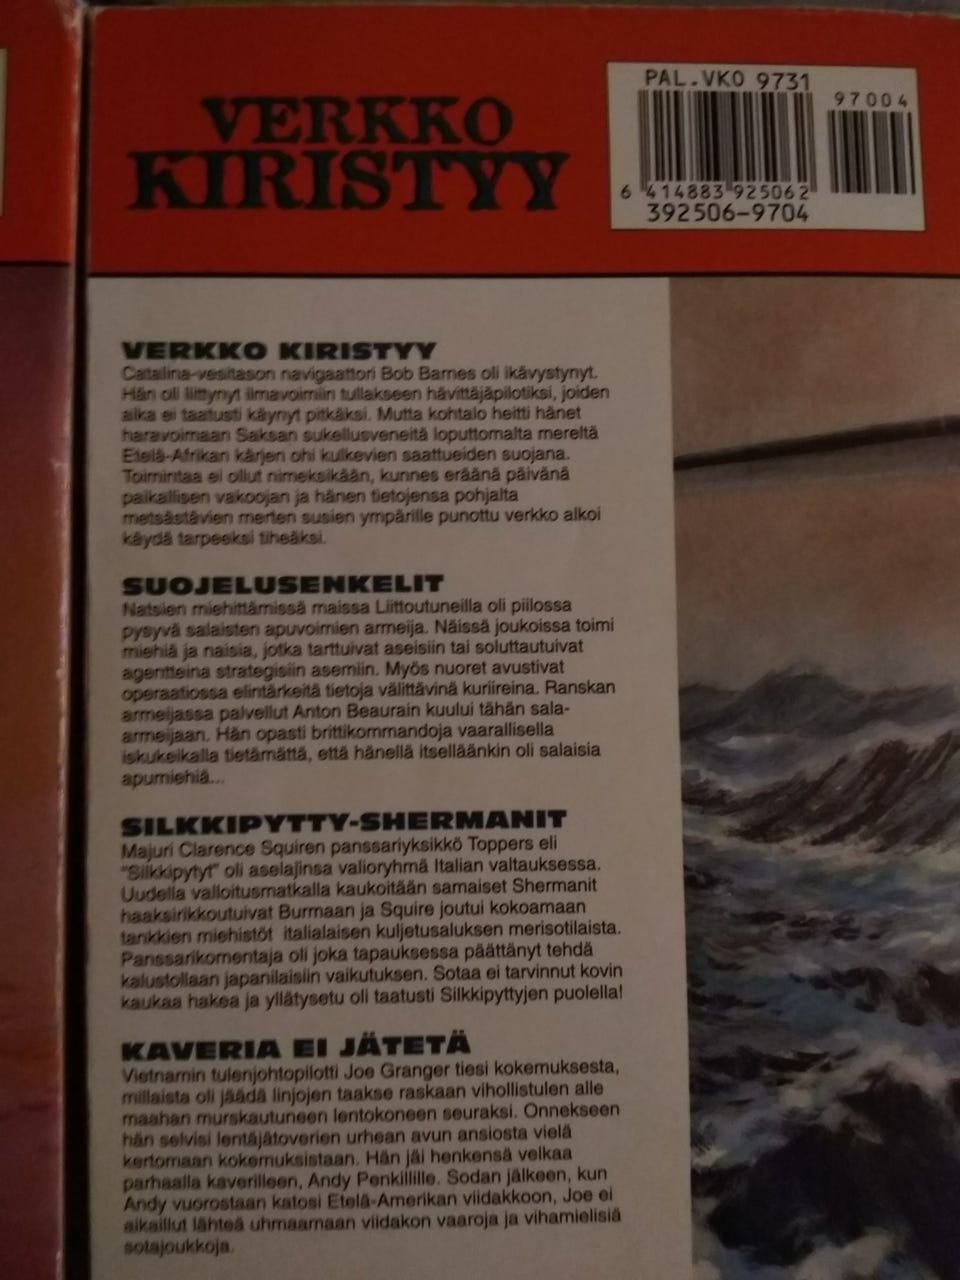 VERKKO
KIRISTYY
PAL.VKO 9731
97004
6 414883 925062
392506-9704
VERKKO KIRISTYY
Catalina-vesitason navigaattori Bob Barnes oli ikävystynyt.
Hän oli liittynyt ilmavoimiin tullakseen hävittäjäpilotiksi, joiden
aika ei taatusti käynyt pitkäksi. Mutta kohtalo heitti hänet
haravoimaan Saksan sukellusveneitä loputtomalta mereltä
Etelä-Afrikan kärjen ohi kulkevien saattueiden suojana.
Toimintaa ei ollut nimeksikään, kunnes eräänä päivänä
paikallisen vakoojan ja hänen tietojensa pohjalta
metsästävien merten susien ympärille punottu verkko alkoi
käydä tarpeeksi tiheäksi.
SUOJELUSENKELIT
Natsien miehittämissä maissa Liittoutuneilla oli piilossa
pysyvä salaisten apuvoimien armeija. Näissä joukoissa toimi
miehiä ja naisia, jotka tarttuivat aseisiin tai soluttautuivat
agentteina strategisiin asemiin. Myös nuoret avustivat
operaatiossa elintärkeitä tietoja välittävinä kuriireina. Ranskan
armeijassa palvellut Anton Beaurain kuului tähän sala-
armeijaan. Hän opasti brittikommandoja vaarallisella
iskukeikalla tietämättä, että hänellä itselläänkin oli salaisia
apumiehiä...
SILKKIPYTTY-SHERMANIT
Majuri Clarence Squiren panssariyksikkö Toppers eli
"Silkkipytyt" oli aselajinsa valioryhmä Italian valtauksessa.
Uudella valloitusmatkalla kaukoitään samaiset Shermanit
haaksirikkoutuivat Burmaan ja Squire joutui kokoamaan
tankkien miehistöt italialaisen kuljetusaluksen merisotilaista.
Panssarikomentaja oli joka tapauksessa päättänyt tehdä
kalustollaan japanilaisiin vaikutuksen. Sotaa ei tarvinnut kovin
kaukaa hakea ja yllätysetu oli taatusti Silkkipyttyjen puolella!
KAVERIA EI JÄTETÄ
Vietnamin tulenjohtopilotti Joe Granger tiesi kokemuksesta,
millaista oli jäädä linjojen taakse raskaan vihollistulen alle
maahan murskautuneen lentokoneen seuraksi. Onnekseen
hän selvisi lentäjätoverien urhean avun ansiosta vielä
kertomaan kokemuksistaan. Hän jäi henkensä velkaa
parhaalla kaverilleen, Andy Penkillille. Sodan jälkeen, kun
Andy vuorostaan katosi Etelä-Amerikan viidakkoon, Joe ei
aikaillut lähteä uhmaamaan viidakon vaaroja ja vihamielisiä
sotajoukkoja.